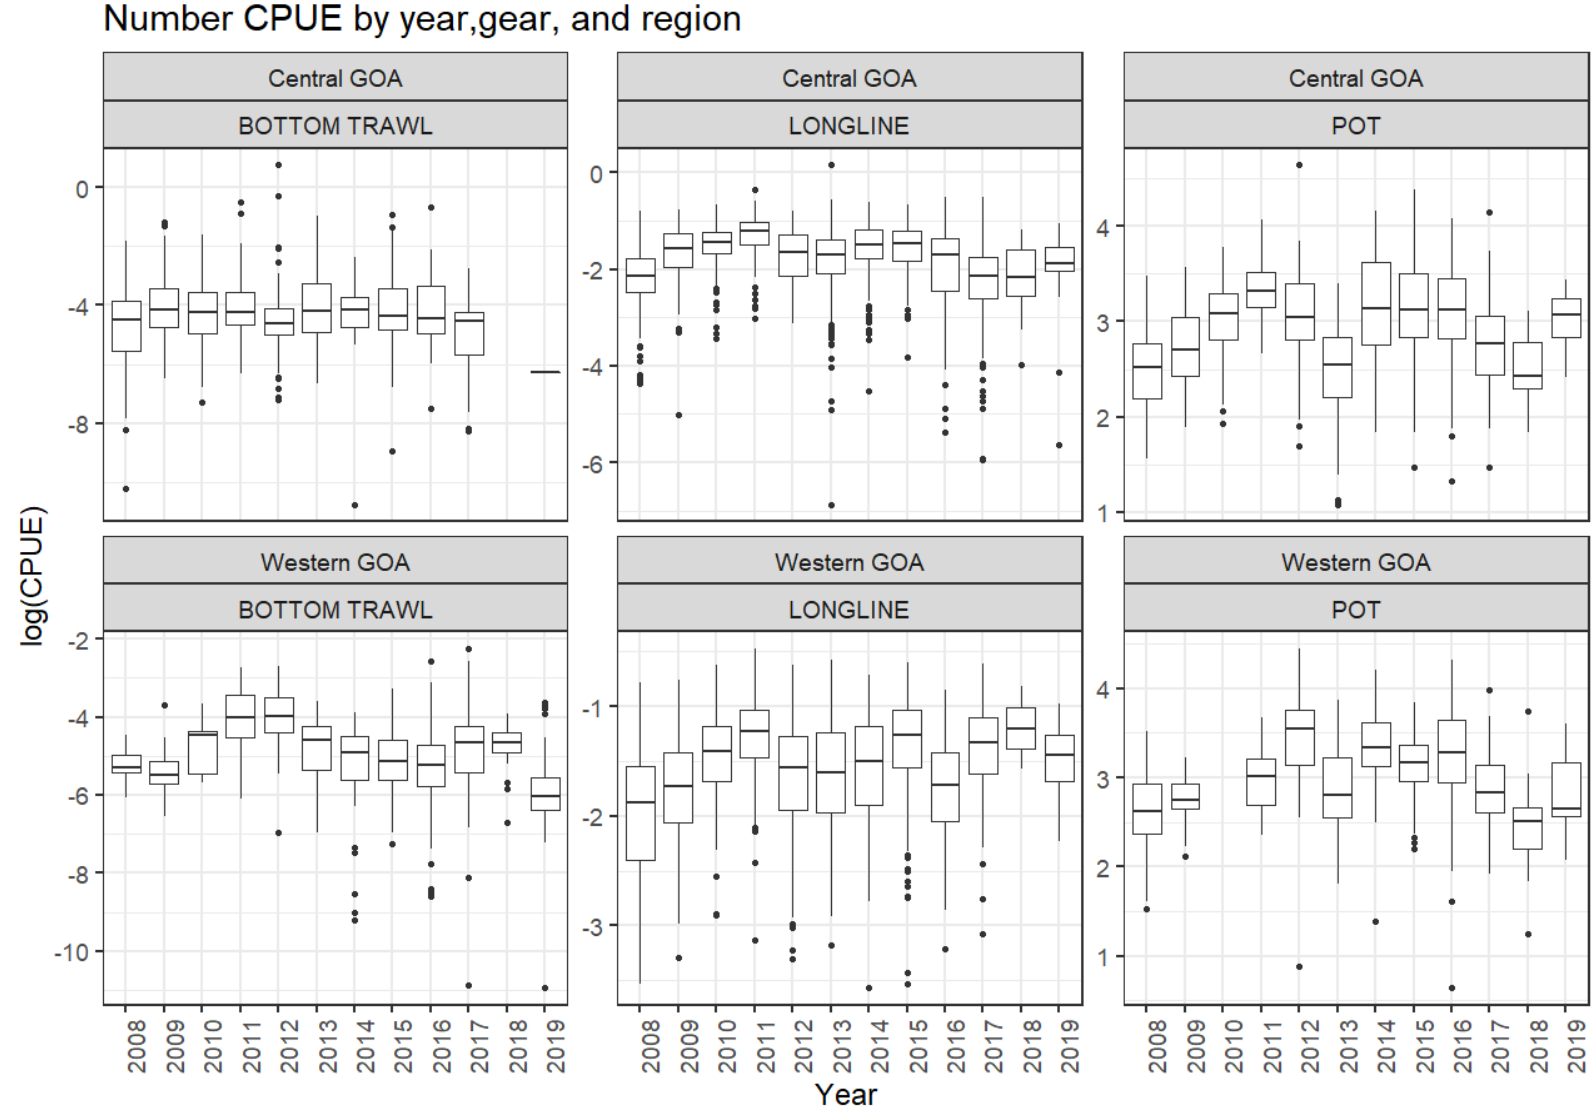 Number CPUE by year,gear, and region
Central GOA
BOTTOM TRAWL
0
-4
-8
Central GOA
LONGLINE
0
-2
-4
-6
Central GOA
POT
4
3
2
1
log(CPUE)
Western GOA
BOTTOM TRAWL
-2
-4
-6
-8
-10
Western GOA
LONGLINE
-1
-2
-3
Western GOA
POT
4
3
2
1
2008 2009 2010 2011 2012 2013 2014 2015 2016 2017 2018 2019
2008 2009 2010 2011 2012 2013 2014 2015 2016 2017 2018 2019
2008 2009 2010 2011 2012 2013 2014 2015 2016 2017 2018 2019
Year